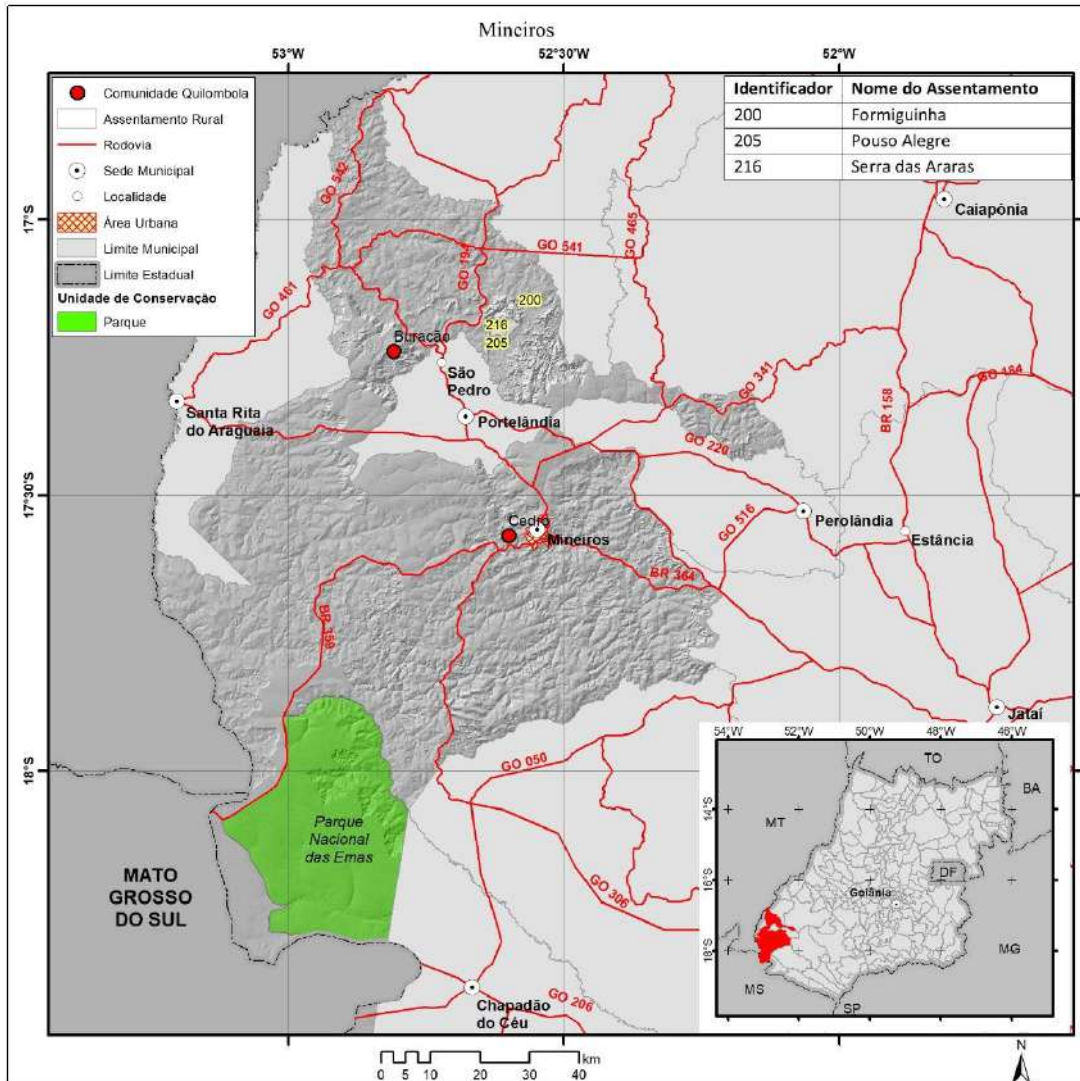 Mineiros
53°W
52°30'W
52°W
Comunidade Quilombola
Assentamento Rural
Rodovia
Sede Municipal
Localidade
Área Urbana
Limite Municipal
Limite Estadual
Unidade de Conservação
Parque
Identificador Nome do Assentamento
200 Formiguinha
205 Pouso Alegre
216 Serra das Araras
17°S
17°30'S
18°S
GO 542
GO 465
Caiapônia
GO 541
GO 194
GO 461
200
216
205
Buracão
São
Pedro
GO 341
GO 184
BR 158
Santa Rita
do Araguaia
Portelândia
GO 220
Cedro
Mineiros
GO 516
Perolândia
Estância
BR 364
BR 359
Jataí
GO 050
Parque
Nacional
das Emas
MATO
GROSSO
DO SUL
GO 306
GO 206
Chapadão
do Céu
54°W
52°W
50°W
48°W
46°W
14°S
16°S
18°S
TO
BA
MT
DF
Goiânia
MG
MS
SP
0 5 10 20 30 40
km
N